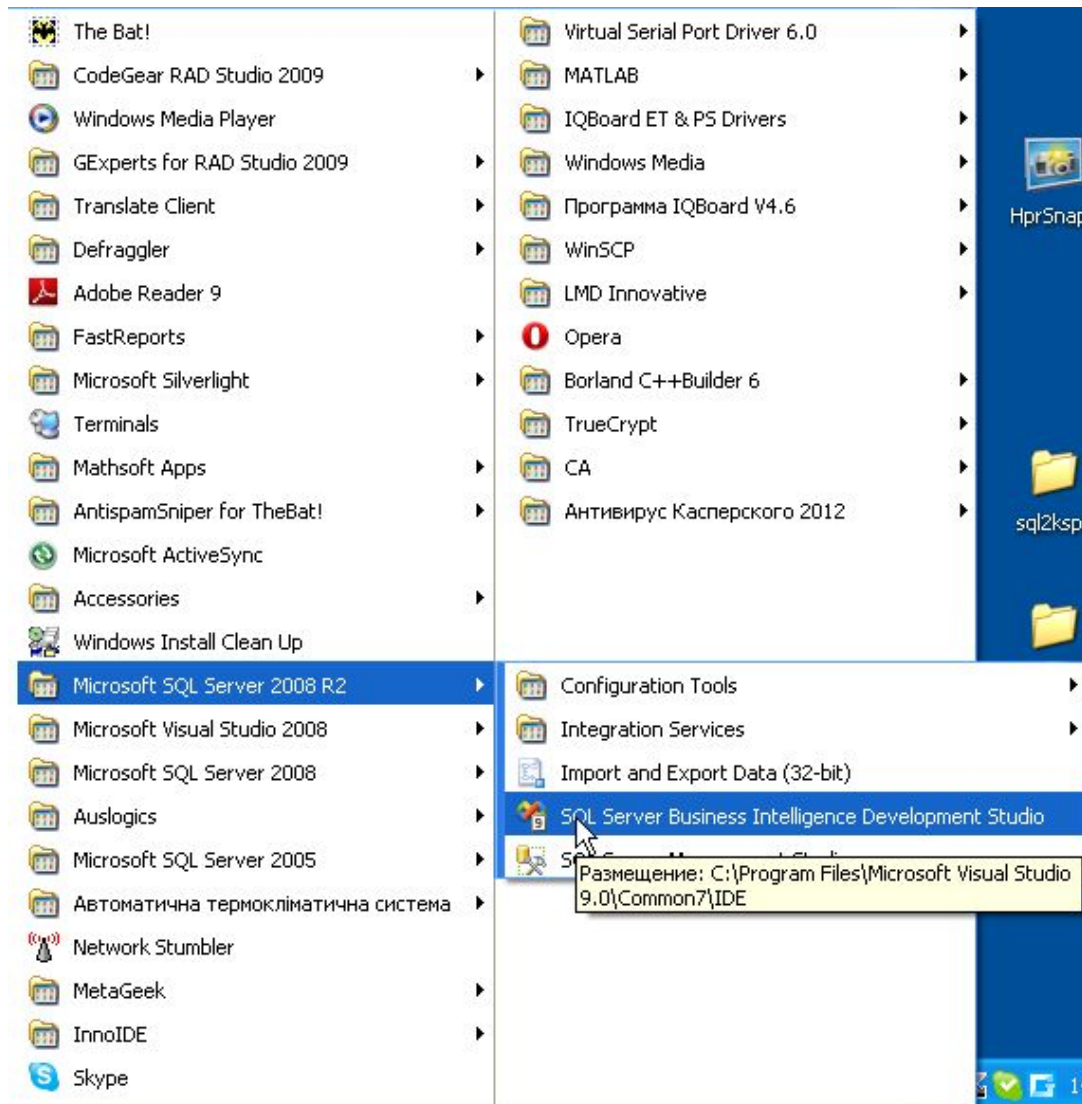 The Bat!
CodeGear RAD Studio 2009
Windows Media Player
GExperts for RAD Studio 2009
Translate Client
Defraggler
Adobe Reader 9
FastReports
Microsoft Silverlight
Terminals
Mathsoft Apps
AntispamSniper for TheBat!
Microsoft ActiveSync
Accessories
Windows Install Clean Up
Microsoft SQL Server 2008 R2
Microsoft Visual Studio 2008
Microsoft SQL Server 2008
Auslogics
Microsoft SQL Server 2005
Автоматична термокліматична система
Network Stumbler
MetaGeek
InnoIDE
Skype
Virtual Serial Port Driver 6.0
MATLAB
IQBoard ET & PS Drivers
Windows Media
Программа IQBoard V4.6
WinSCP
LMD Innovative
Opera
Borland C++Builder 6
TrueCrypt
CA
Антивирус Касперского 2012
Configuration Tools
Integration Services
Import and Export Data (32-bit)
SQL Server Business Intelligence Development Studio
Размещение: C:\Program Files\Microsoft Visual Studio
9.0\Common7\IDE
HprSnap
sql2ksp